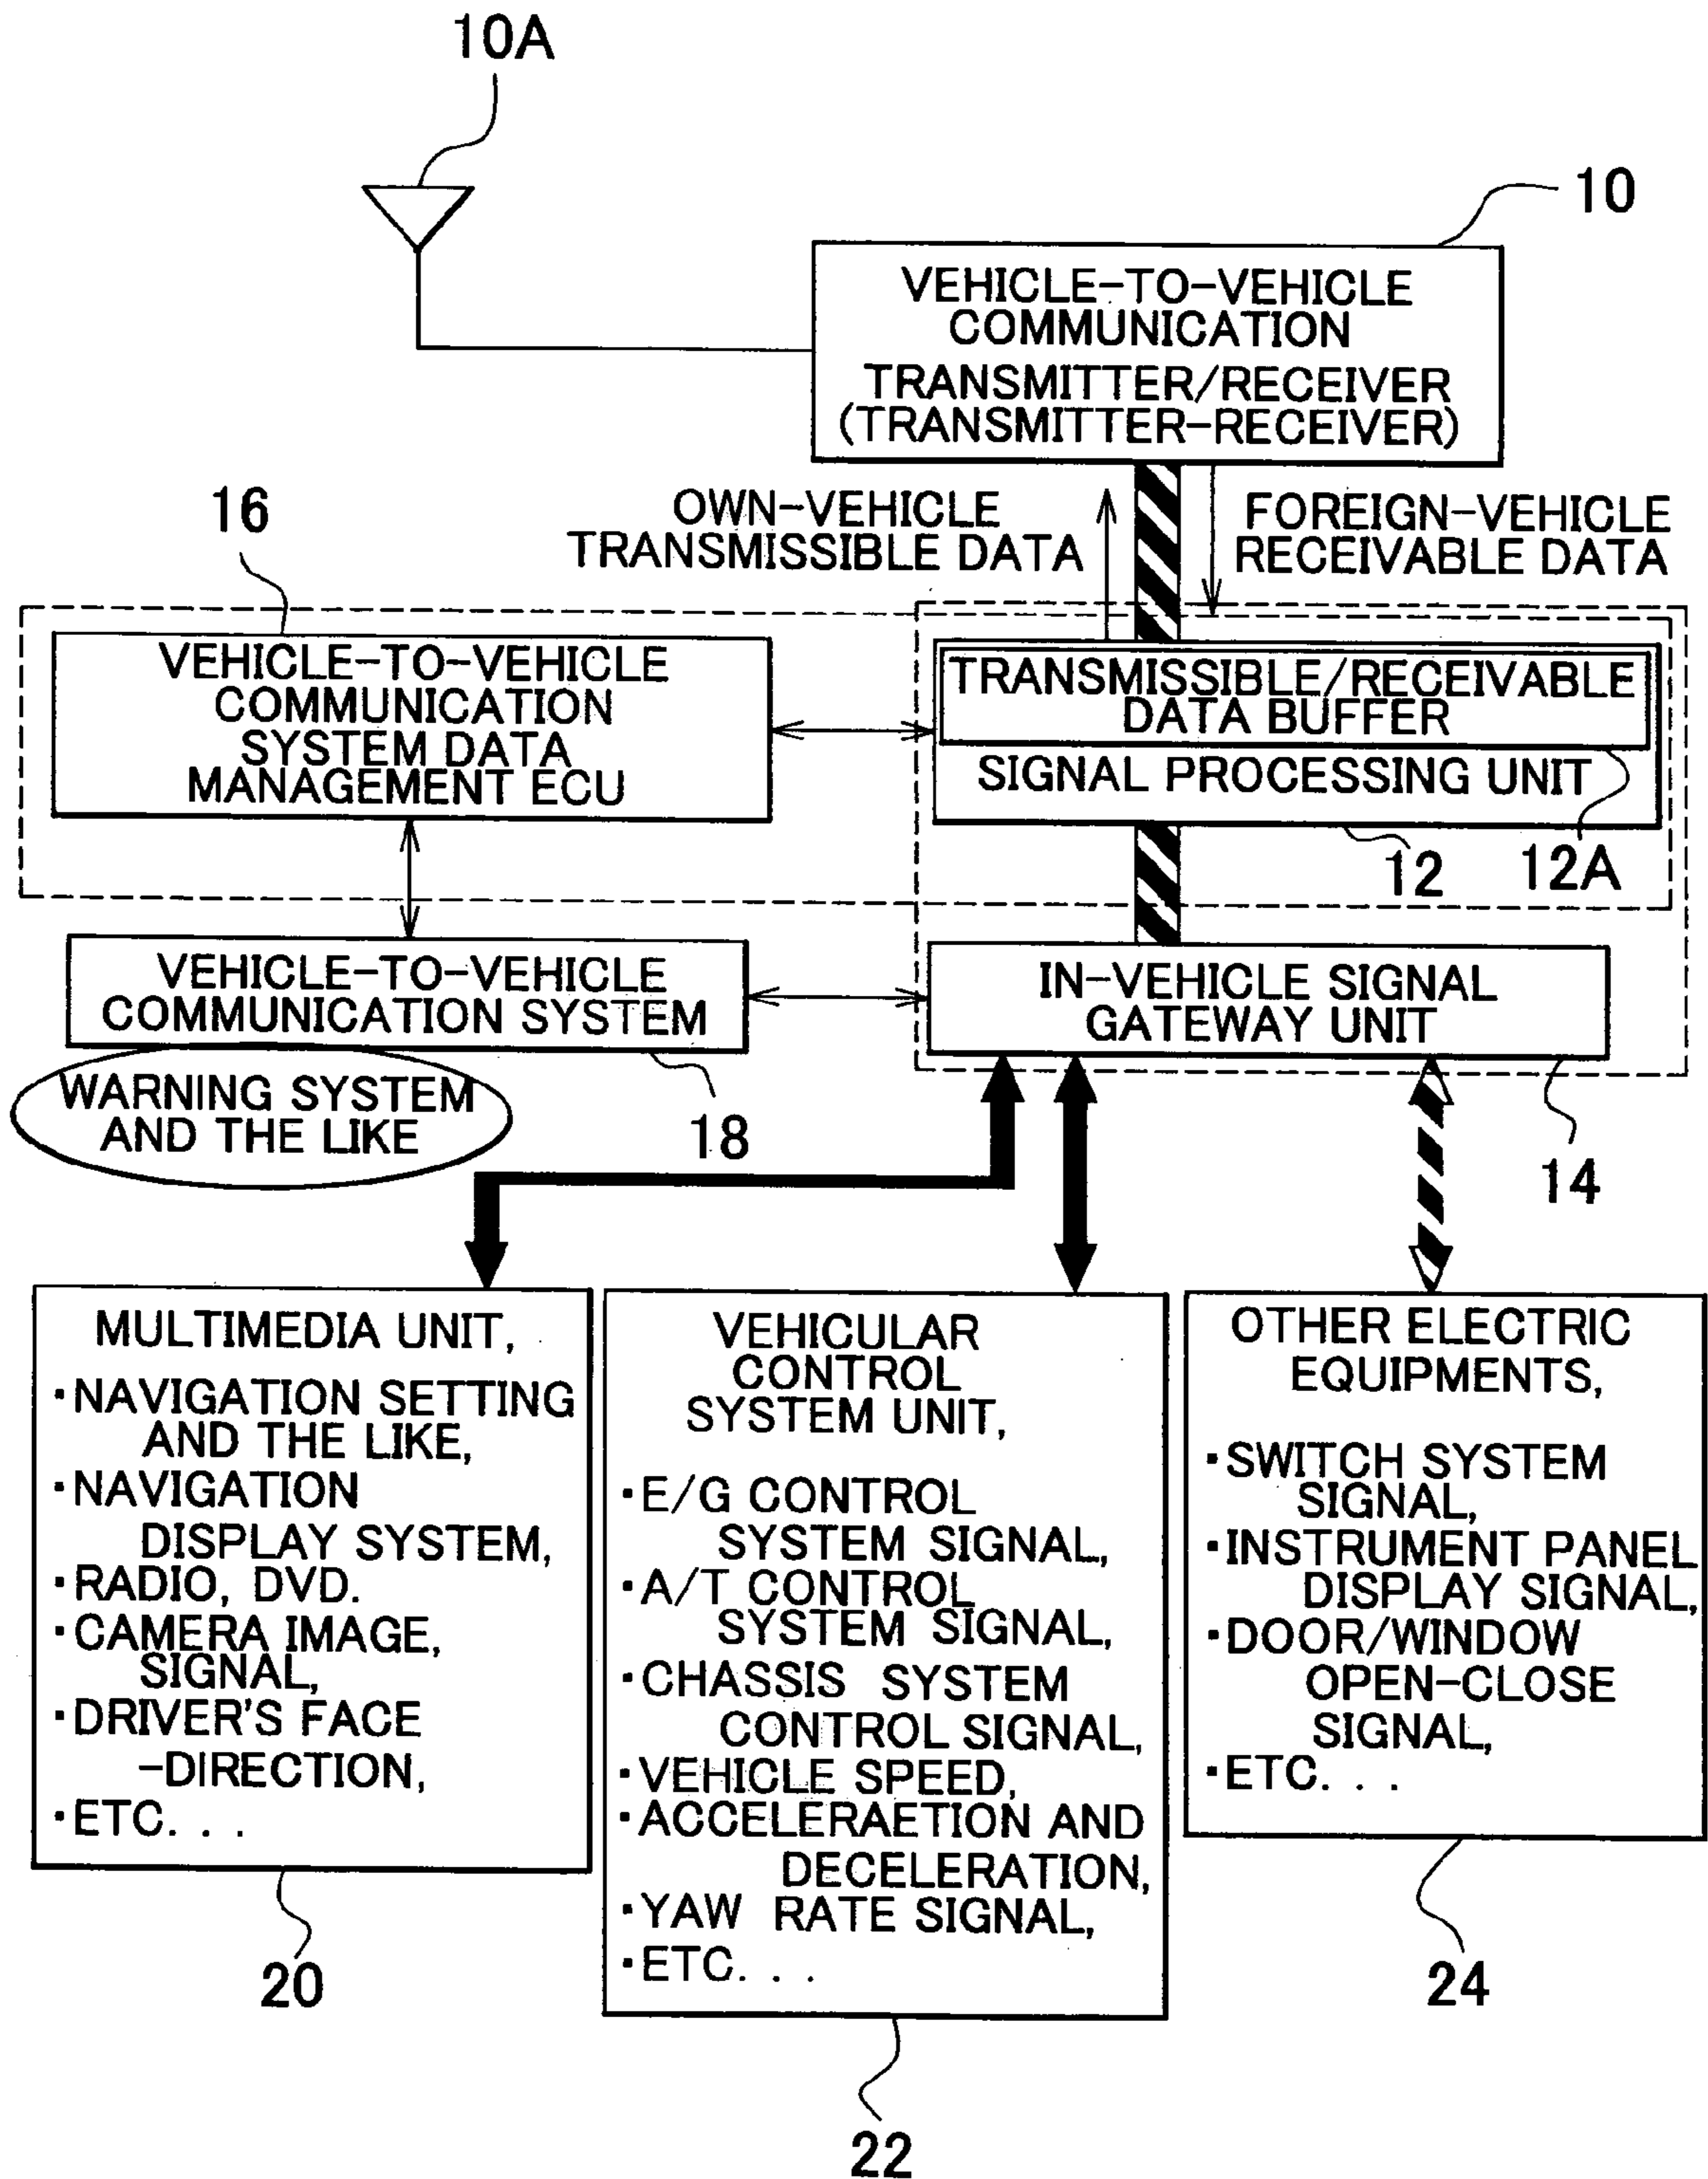 10A
10
VEHICLE-TO-VEHICLE
COMMUNICATION
TRANSMITTER/RECEIVER
(TRANSMITTER-RECEIVER)
16
OWN-VEHICLE
TRANSMISSIBLE DATA
FOREIGN-VEHICLE
RECEIVABLE DATA
VEHICLE-TO-VEHICLE
COMMUNICATION
SYSTEM DATA
MANAGEMENT ECU
TRANSMISSIBLE/RECEIVABLE
DATA BUFFER
SIGNAL PROCESSING UNIT
12
12A
VEHICLE-TO-VEHICLE
COMMUNICATION SYSTEM
IN-VEHICLE SIGNAL
GATEWAY UNIT
WARNING SYSTEM
AND THE LIKE
18
14
MULTIMEDIA UNIT,
・NAVIGATION SETTING
AND THE LIKE,
・NAVIGATION
DISPLAY SYSTEM,
・RADIO, DVD.
・CAMERA IMAGE,
SIGNAL,
・DRIVER'S FACE
-DIRECTION,
・ETC. . .
20
VEHICULAR
CONTROL
SYSTEM UNIT,
・E/G CONTROL
SYSTEM SIGNAL,
・A/T CONTROL
SYSTEM SIGNAL,
・CHASSIS SYSTEM
CONTROL SIGNAL,
・VEHICLE SPEED,
・ACCELERAETION AND
DECELERATION,
・YAW RATE SIGNAL,
・ETC. . .
22
OTHER ELECTRIC
EQUIPMENTS,
・SWITCH SYSTEM
SIGNAL,
・INSTRUMENT PANEL
DISPLAY SIGNAL,
・DOOR/WINDOW
OPEN-CLOSE
SIGNAL,
・ETC. . .
24